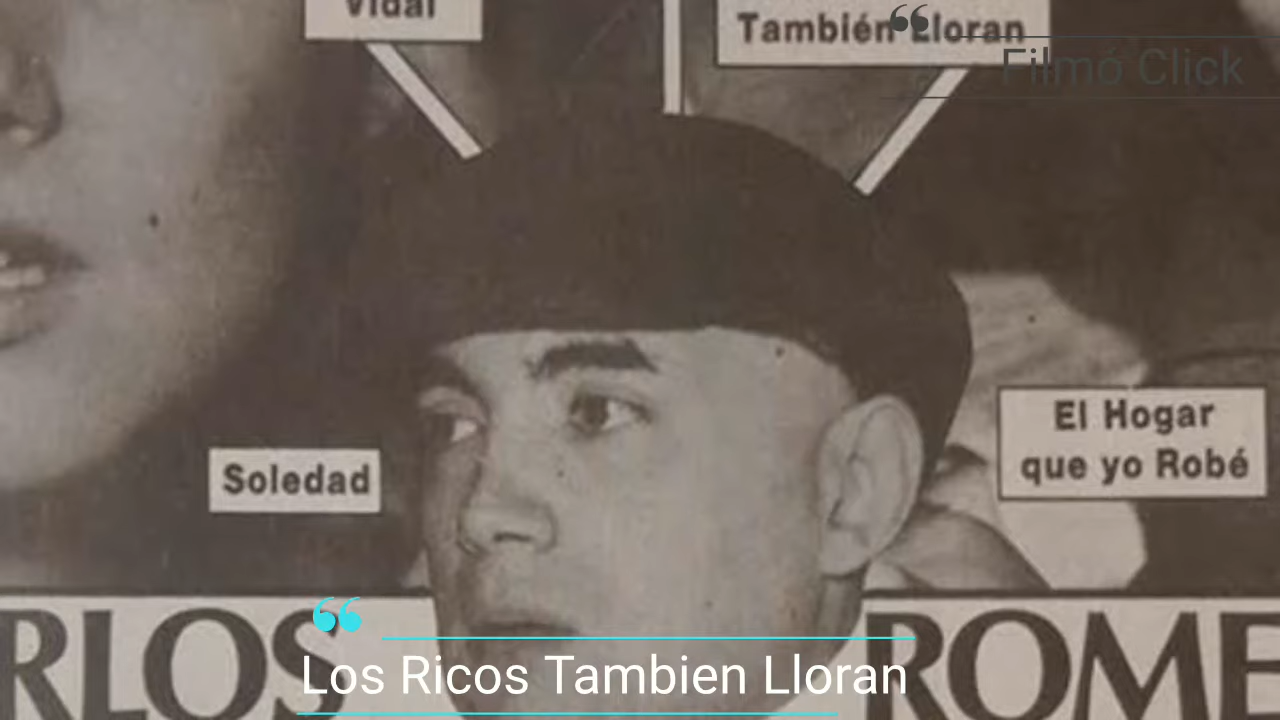 Vidal
También Lloran
Filmó Click
El Hogar
que yo Robé
Soledad
RLOS
ROME
Los Ricos Tambien Lloran